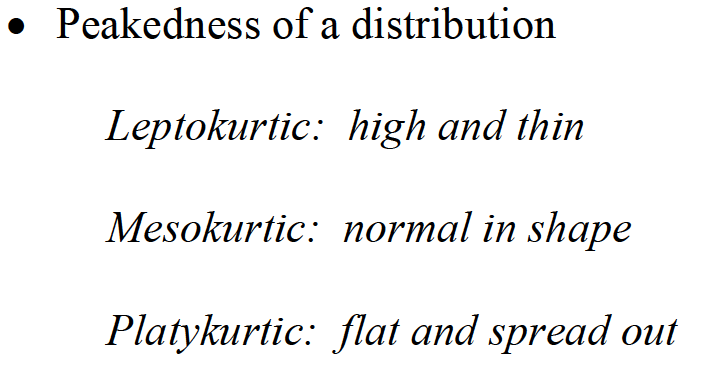 • Peakedness of a distribution
Leptokurtic: high and thin
Mesokurtic: normal in shape
Platykurtic: flat and spread out